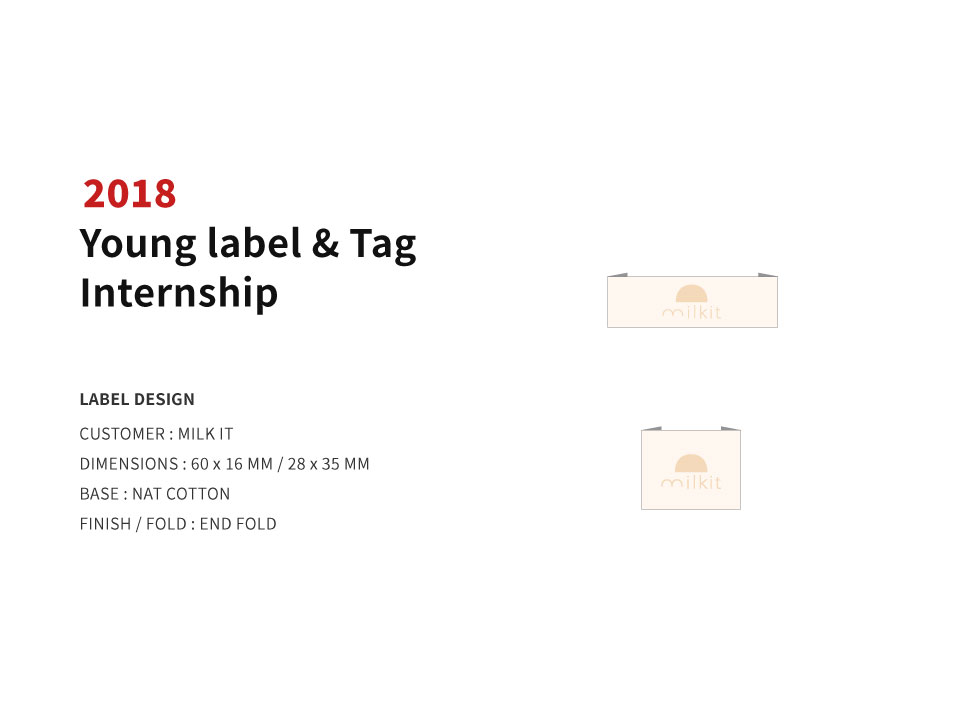 2018
Young label & Tag
Internship
LABEL DESIGN
CUSTOMER : MILK IT
DIMENSIONS : 60 x 16 MM / 28 x 35 MM
BASE : NAT COTTON
FINISH / FOLD : END FOLD
milkit
milkit